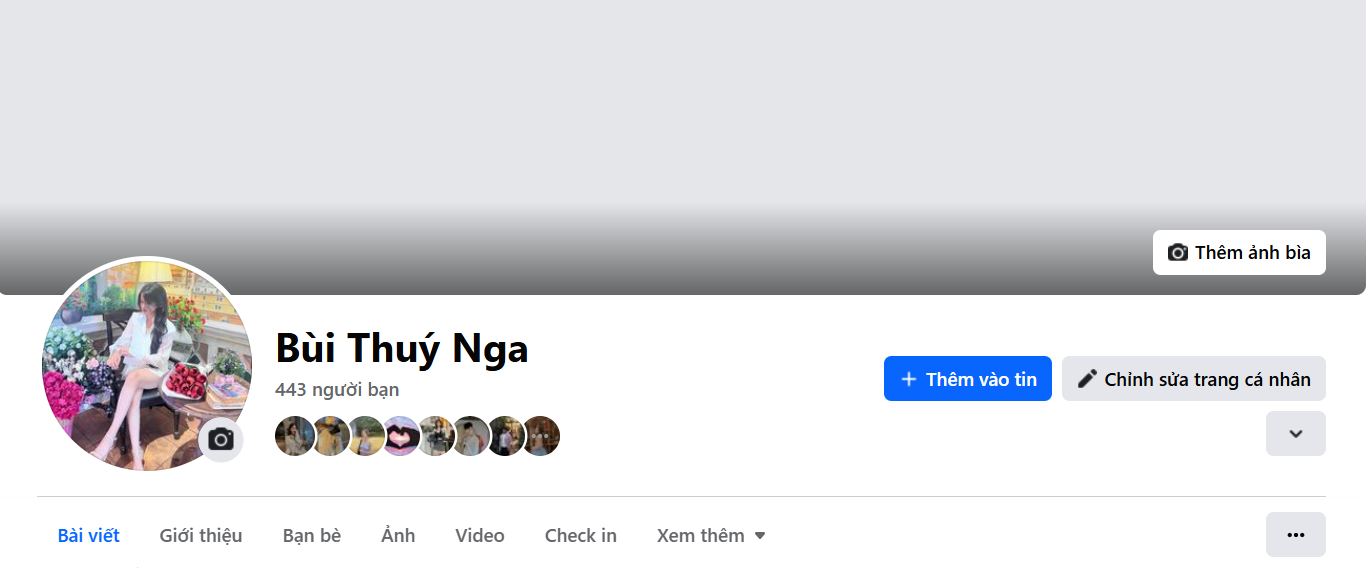 Thêm ảnh bìa
Bùi Thuý Nga
443 người bạn
Thêm vào tin
Chỉnh sửa trang cá nhân
Bài viết
Giới thiệu
Bạn bè
Ảnh
Video
Check in
Xem thêm